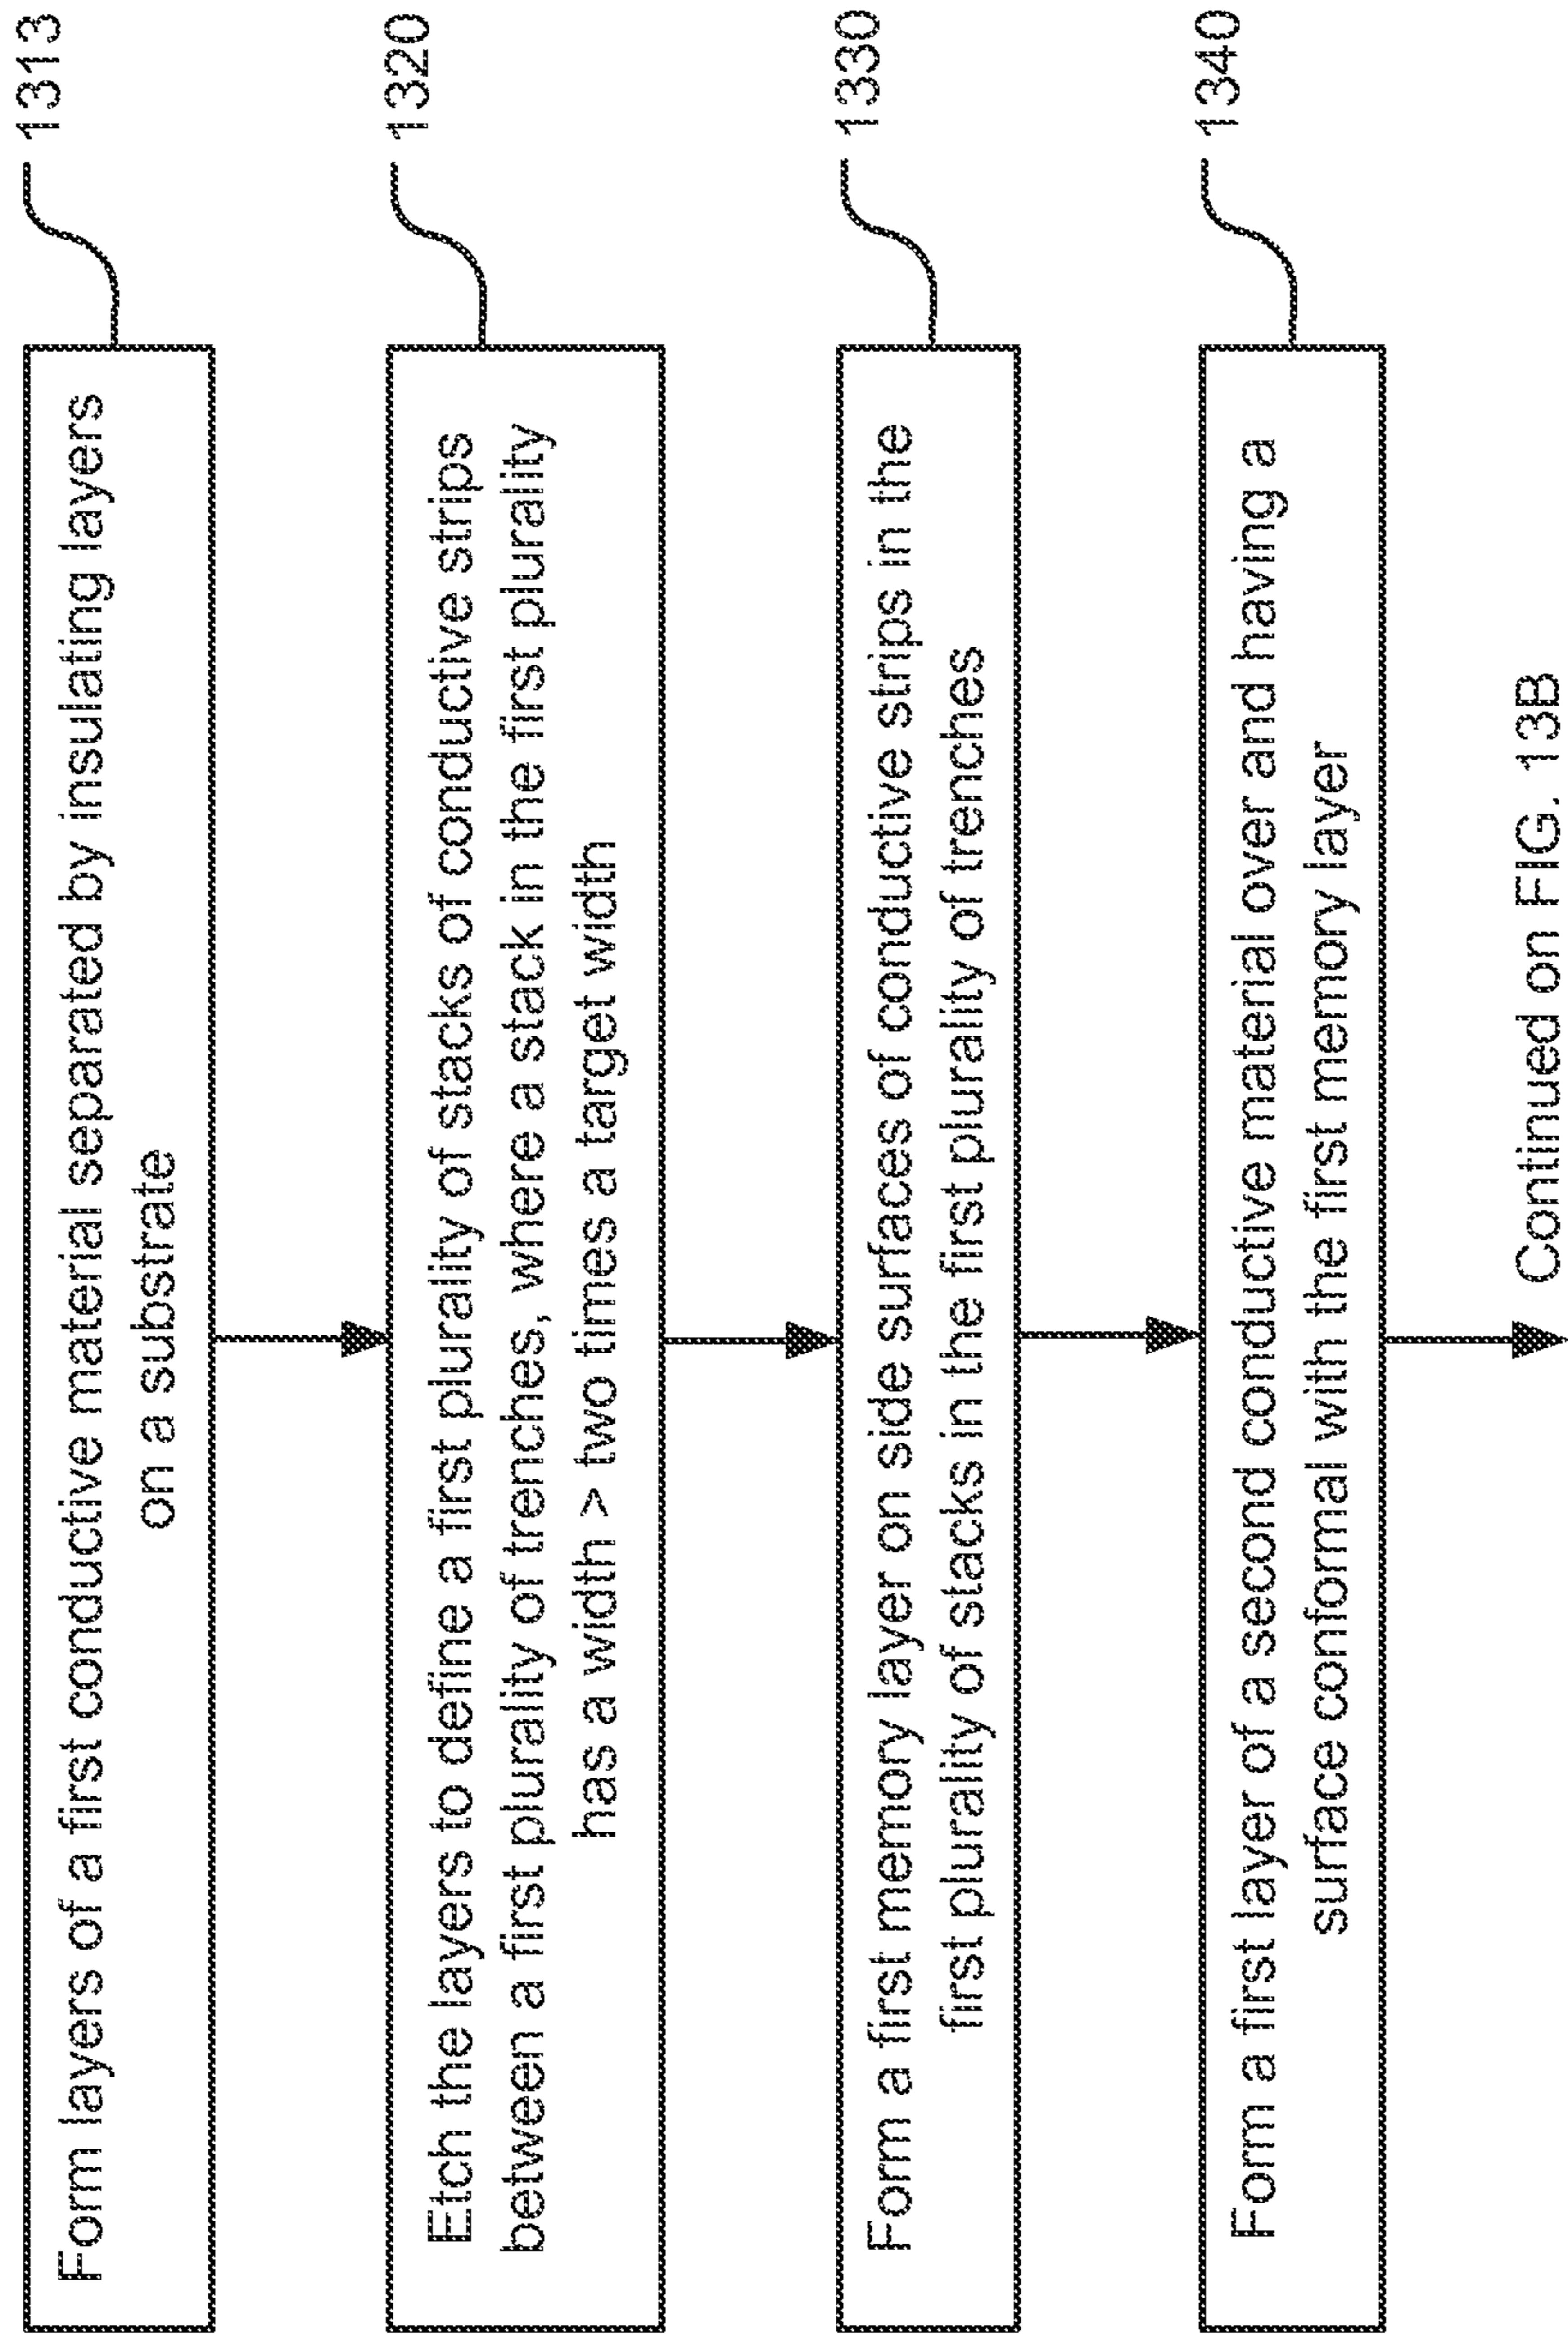 Form layers of a first conductive material separated by insulating layers
on a substrate
1313
Etch the layers to define a first plurality of stacks of conductive strips
between a first plurality of trenches, where a stack in the first plurality
has a width > two times a target width
1320
Form a first memory layer on side surfaces of conductive strips in the
first plurality of stacks in the first plurality of trenches
1330
Form a first layer of a second conductive material over and having a
surface conformal with the first memory layer
1340
Continued on FIG. 13B